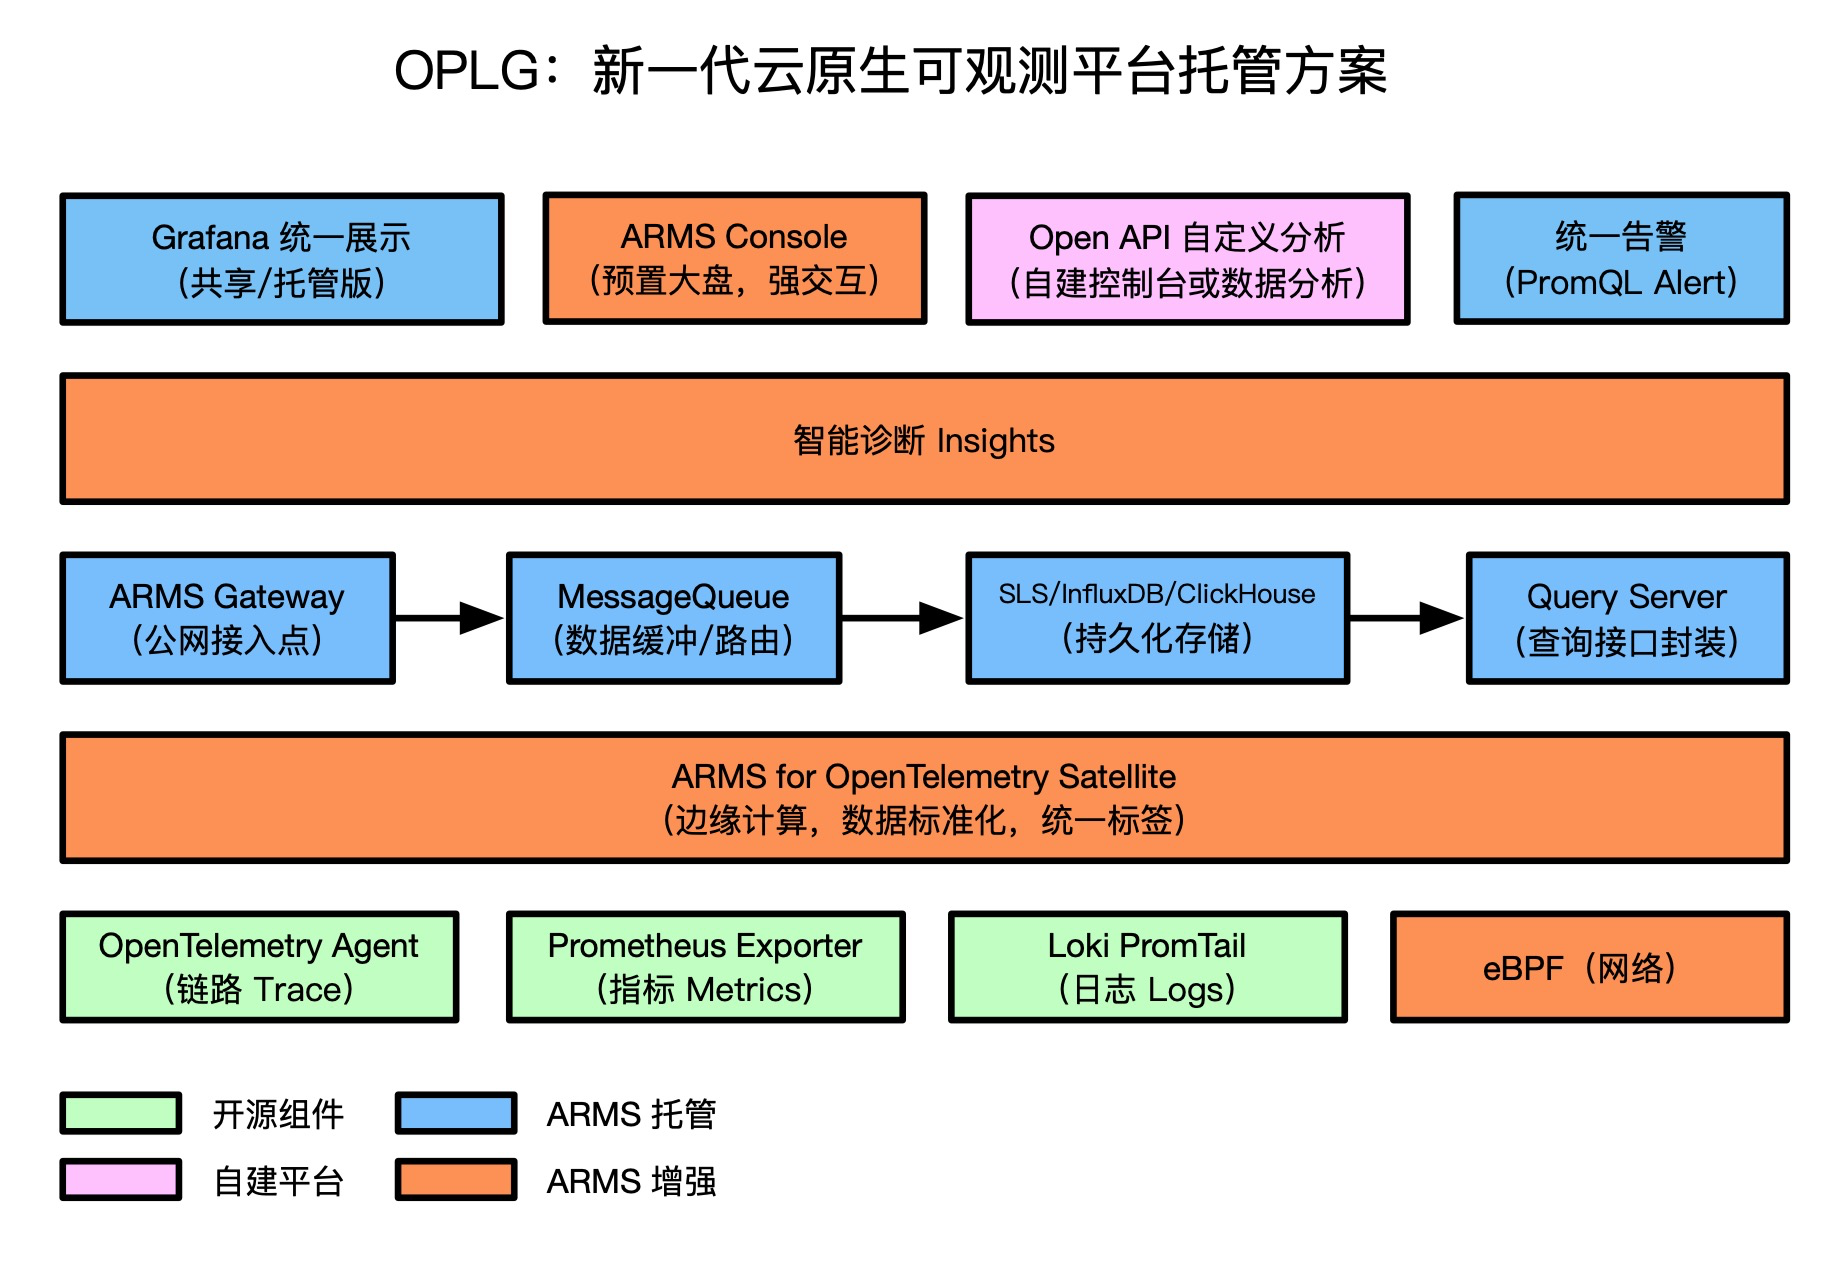 OPLG：新一代云原生可观测平台托管方案
Grafana 统一展示
（共享/托管版）
ARMS Console
（预置大盘，强交互）
Open API 自定义分析
（自建控制台或数据分析）
统一告警
（PromQL Alert）
智能诊断 Insights
ARMS Gateway
（公网接入点）
MessageQueue
（数据缓冲/路由）
SLS/InfluxDB/ClickHouse
（持久化存储）
Query Server
（查询接口封装）
ARMS for OpenTelemetry Satellite
（边缘计算，数据标准化，统一标签）
OpenTelemetry Agent
（链路 Trace）
Prometheus Exporter
（指标 Metrics）
Loki PromTail
（日志 Logs）
eBPF（网络）
开源组件
ARMS 托管
自建平台
ARMS 增强